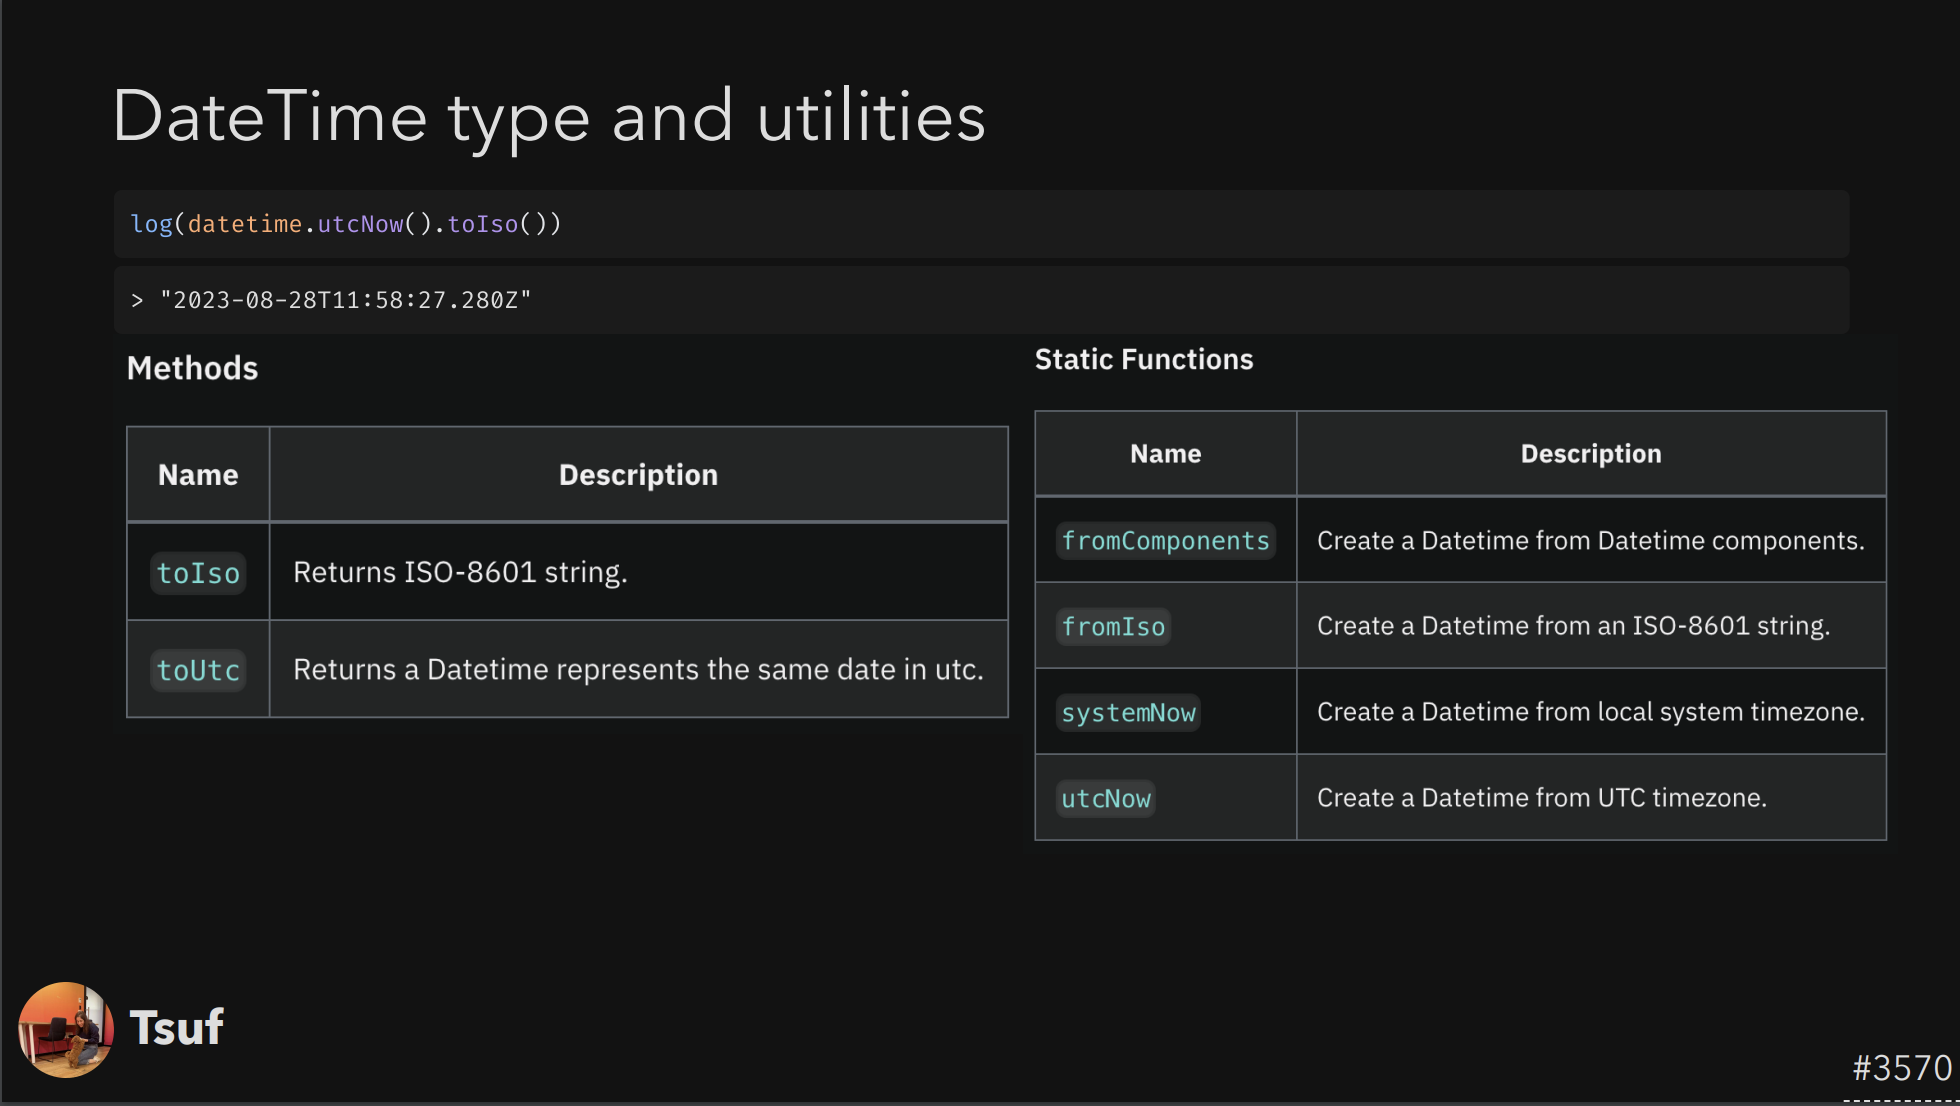 DateTime type and utilities
log(datetime.utcNow().toIso())
> "2023-08-28T11:58:27.280Z"
Methods
Name Description
toIso Returns ISO-8601 string.
toUtc Returns a Datetime represents the same date in utc.
Static Functions
Name Description
fromComponents Create a Datetime from Datetime components.
fromIso Create a Datetime from an ISO-8601 string.
systemNow Create a Datetime from local system timezone.
utcNow Create a Datetime from UTC timezone.
Tsuf
#3570